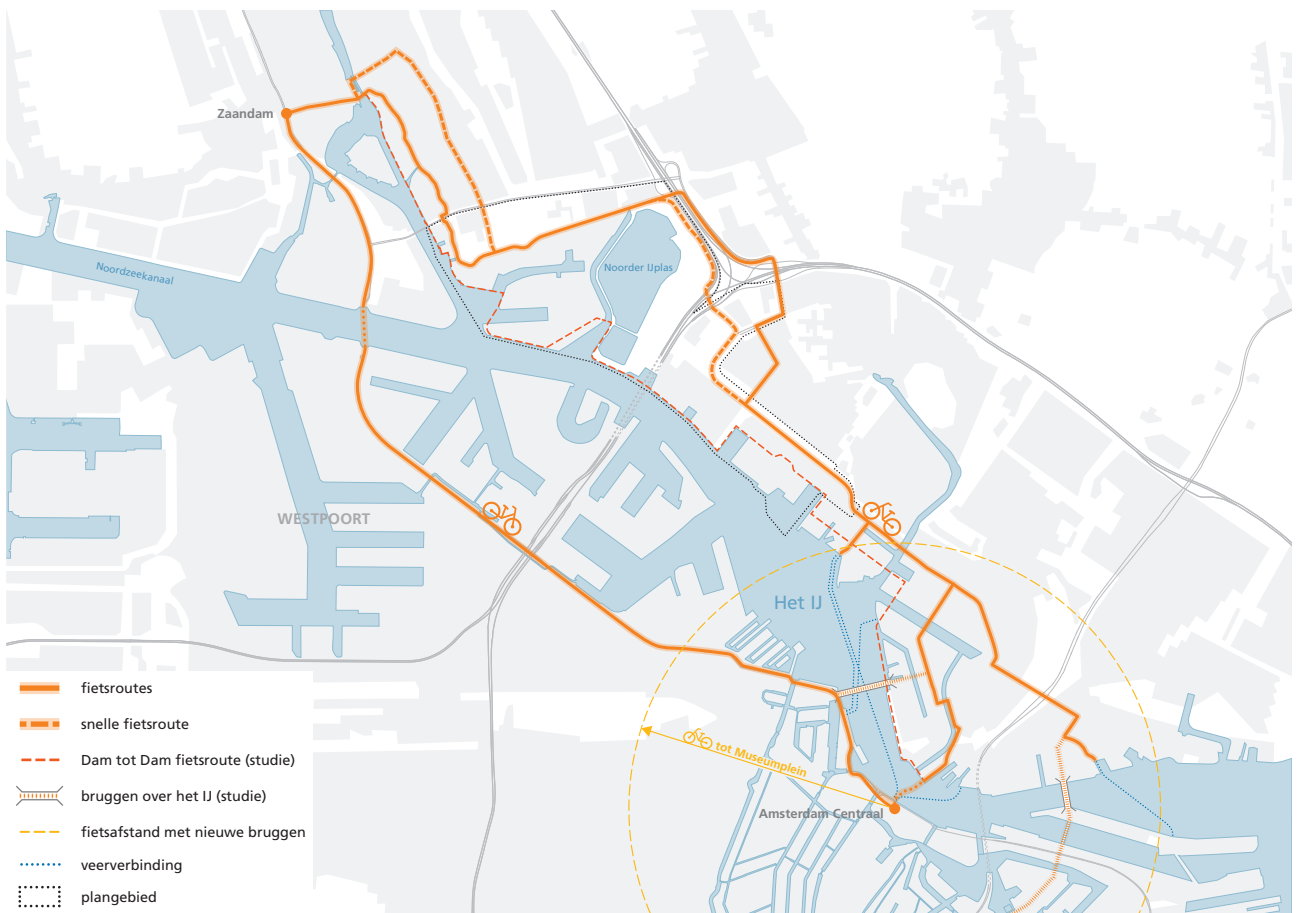 Zaandam
Noordzeekanaal
Noorder IJplas
WESTPOORT
Het IJ
tot Museumplein
Amsterdam Centraal
fietsroutes
snelle fietsroute
Dam tot Dam fietsroute (studie)
bruggen over het IJ (studie)
fietsafstand met nieuwe bruggen
veerverbinding
plangebied